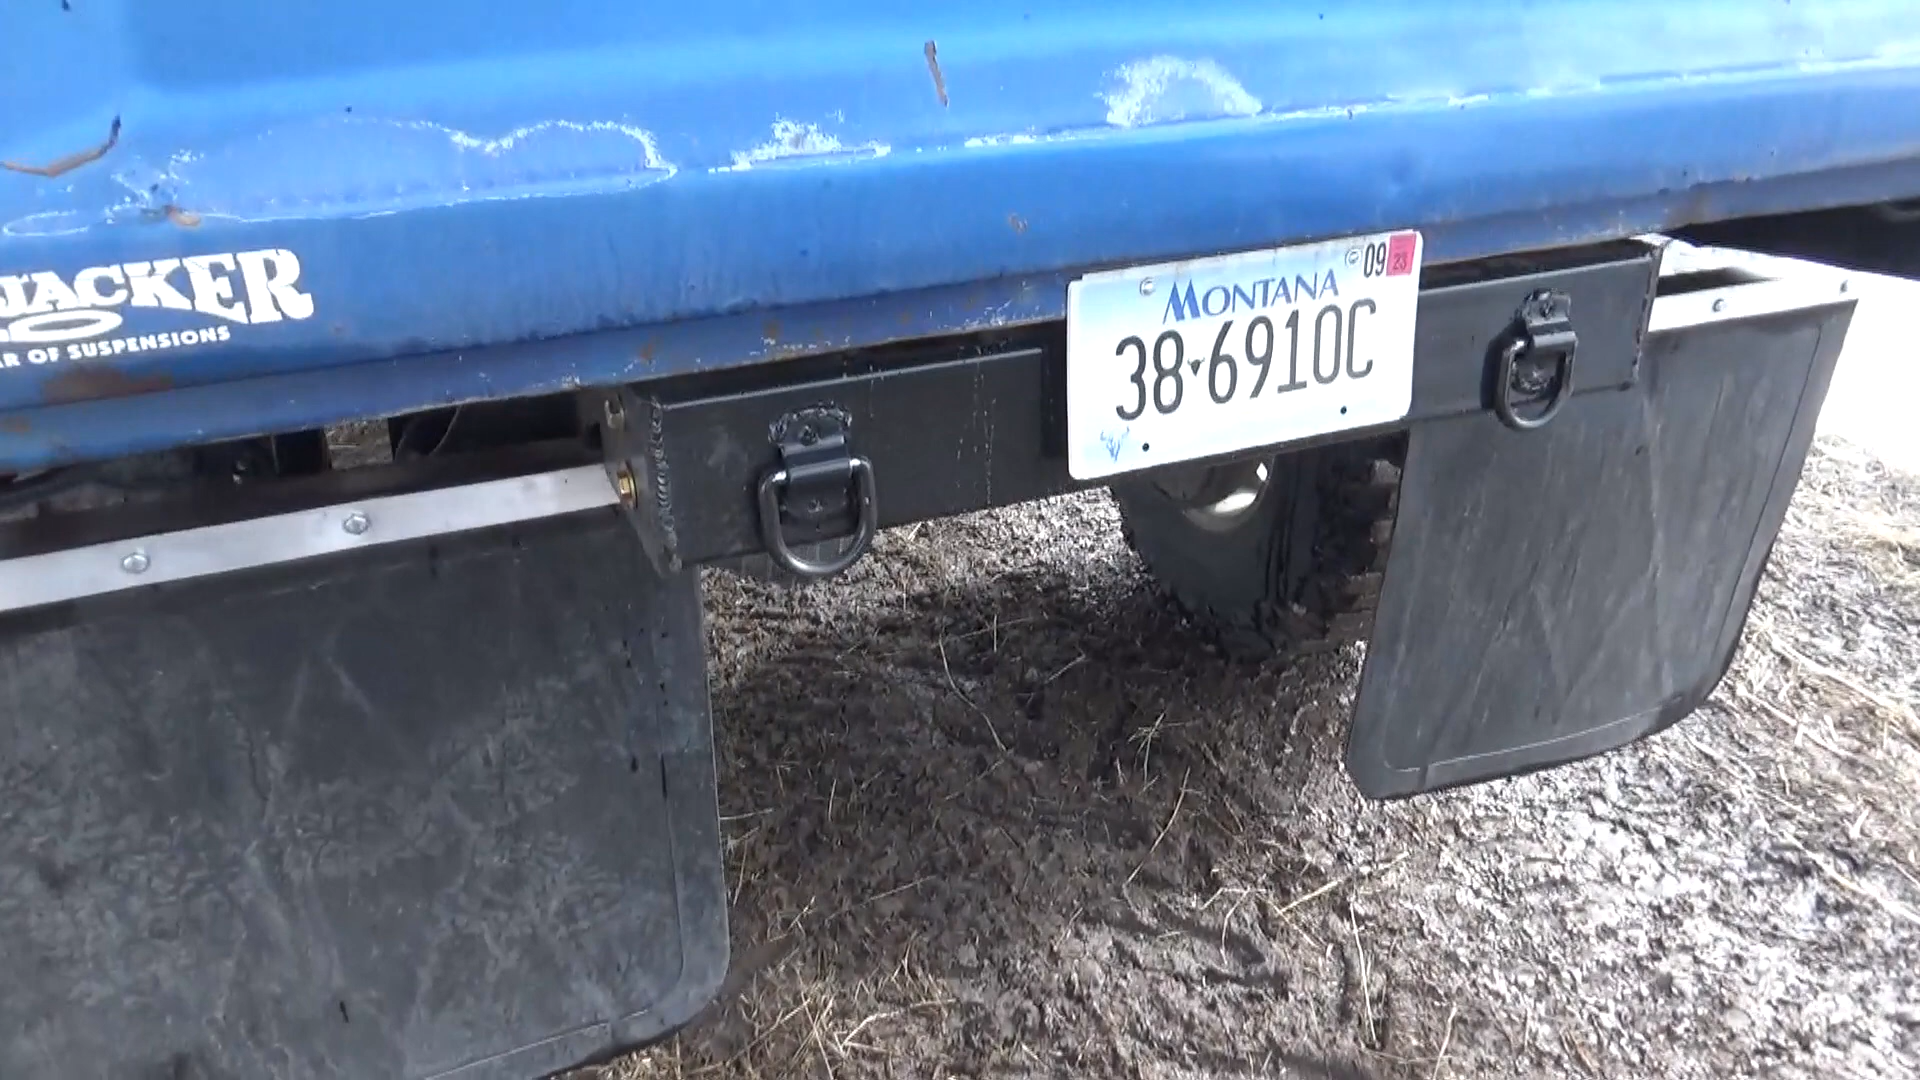 JACKER
AR OF SUSPENSIONS
09
23
MONTANA
38-6910C